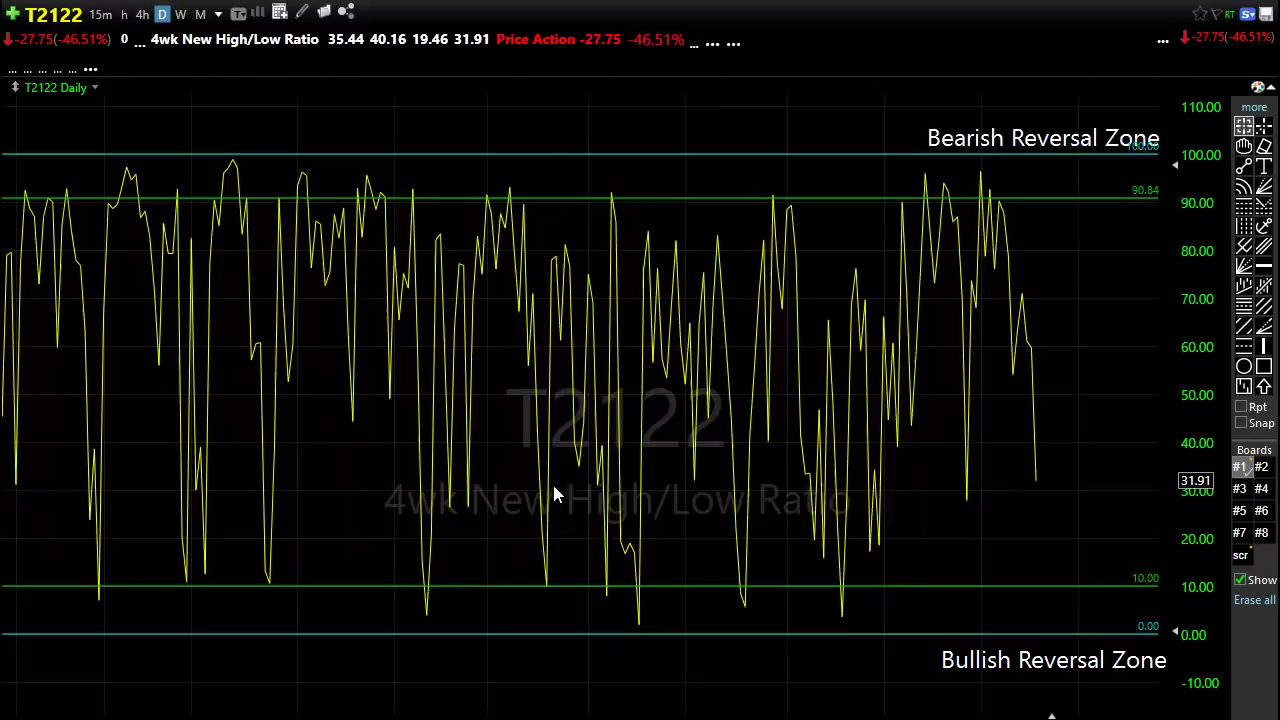 T2122 15m h 4h D W M
-27.75(-46.51%) 0 ... 4wk New High/Low Ratio 35.44 40.16 19.46 31.91 Price Action -27.75 -46.51% ... ... ... ... -27.75(-46.51%)
... ... ... ... ... ...
T2122 Daily
RT
S
more
110.00
Bearish Reversal Zone
100.00
100.00
90.84
90.00
80.00
70.00
60.00
50.00
T2122
40.00
4wk New High/Low Ratio
31.91
30.00
20.00
10.00
10.00
0.00
0.00
Bullish Reversal Zone
-10.00
T
Rpt
Snap
Boards
#1 #2
#3 #4
#5 #6
#7 #8
scr
Show
Erase all